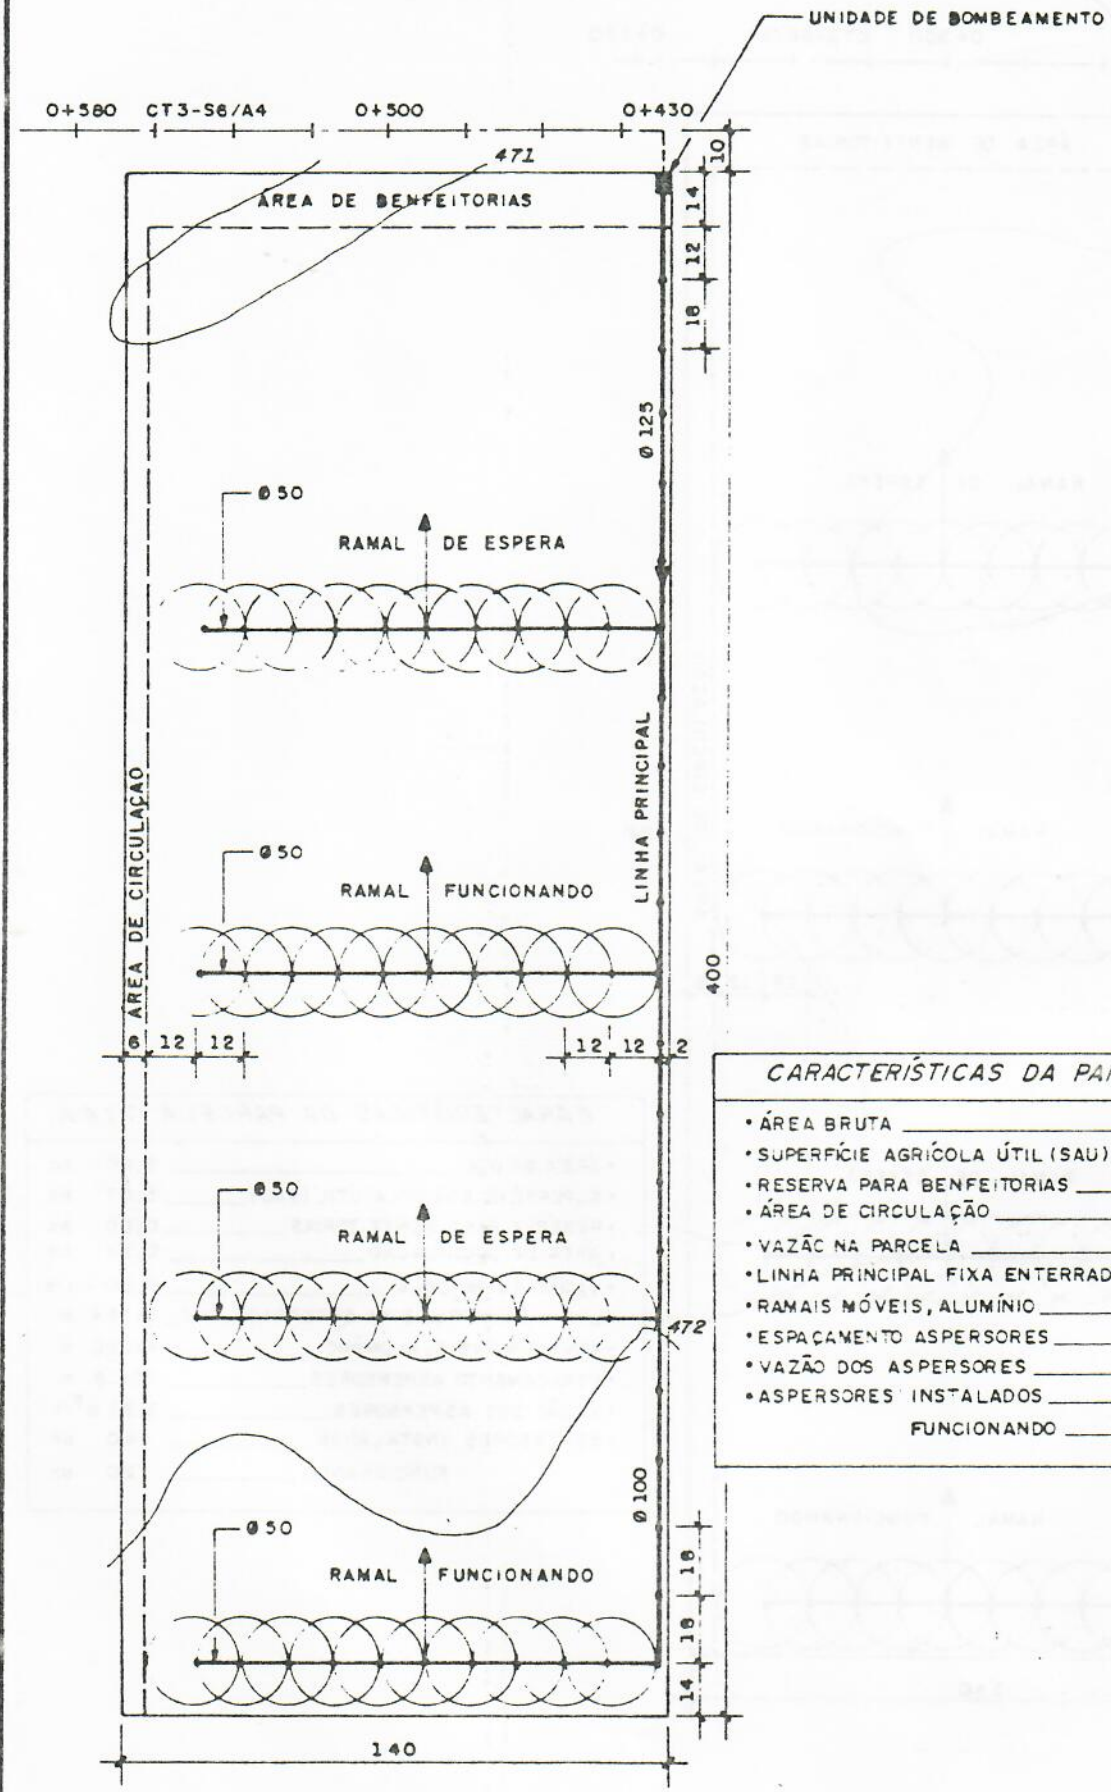 UNIDADE DE BOMBEAMENTO
0+580 CT3-S6/A4 0+500 0+430
10
471
ÁREA DE BENFEITORIAS
14
12
18
Ø 125
Ø 50
RAMAL DE ESPERA
LINHA PRINCIPAL
ÁREA DE CIRCULAÇÃO
Ø 50
RAMAL FUNCIONANDO
400
6 12 12 12 12 2
CARACTERÍSTICAS DA PA
• ÁREA BRUTA
• SUPERFÍCIE AGRÍCOLA ÚTIL (SAU)
• RESERVA PARA BENFEITORIAS
• ÁREA DE CIRCULAÇÃO
• VAZÃO NA PARCELA
• LINHA PRINCIPAL FIXA ENTERRAD
• RAMAIS MÓVEIS, ALUMÍNIO
• ESPAÇAMENTO ASPERSORES
• VAZÃO DOS ASPERSORES
• ASPERSORES INSTALADOS
FUNCIONANDO
Ø 50
RAMAL DE ESPERA
472
Ø 100
Ø 50
RAMAL FUNCIONANDO
18
18
14
140